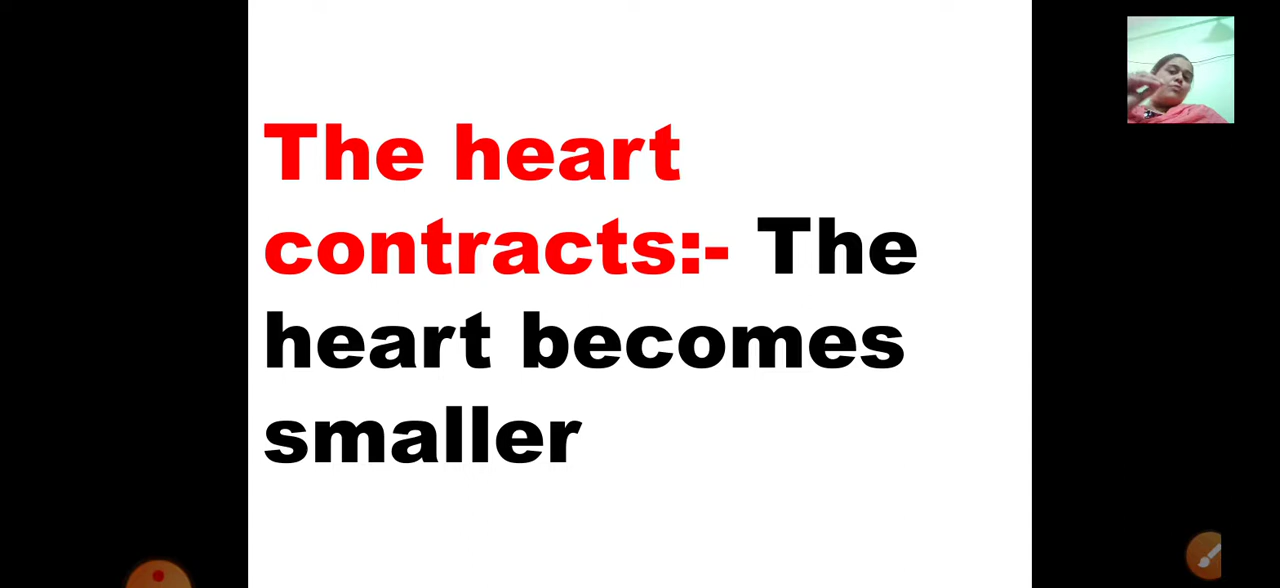 The heart
contracts:- The
heart becomes
smaller